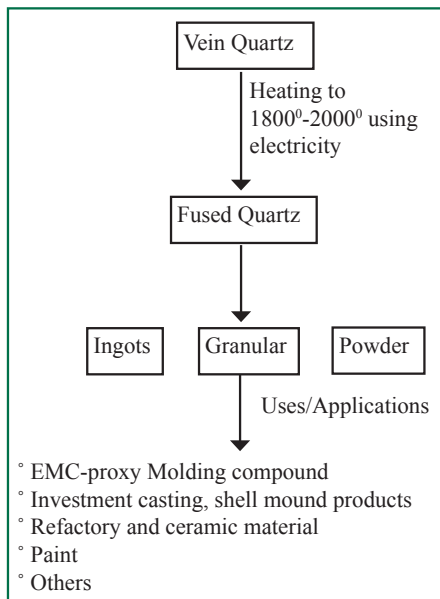 Vein Quartz
Heating to
1800⁰-2000⁰ using
electricity
Fused Quartz
Ingots
Granular
Powder
Uses/Applications
° EMC-proxy Molding compound
° Investment casting, shell mound products
° Refactory and ceramic material
° Paint
° Others